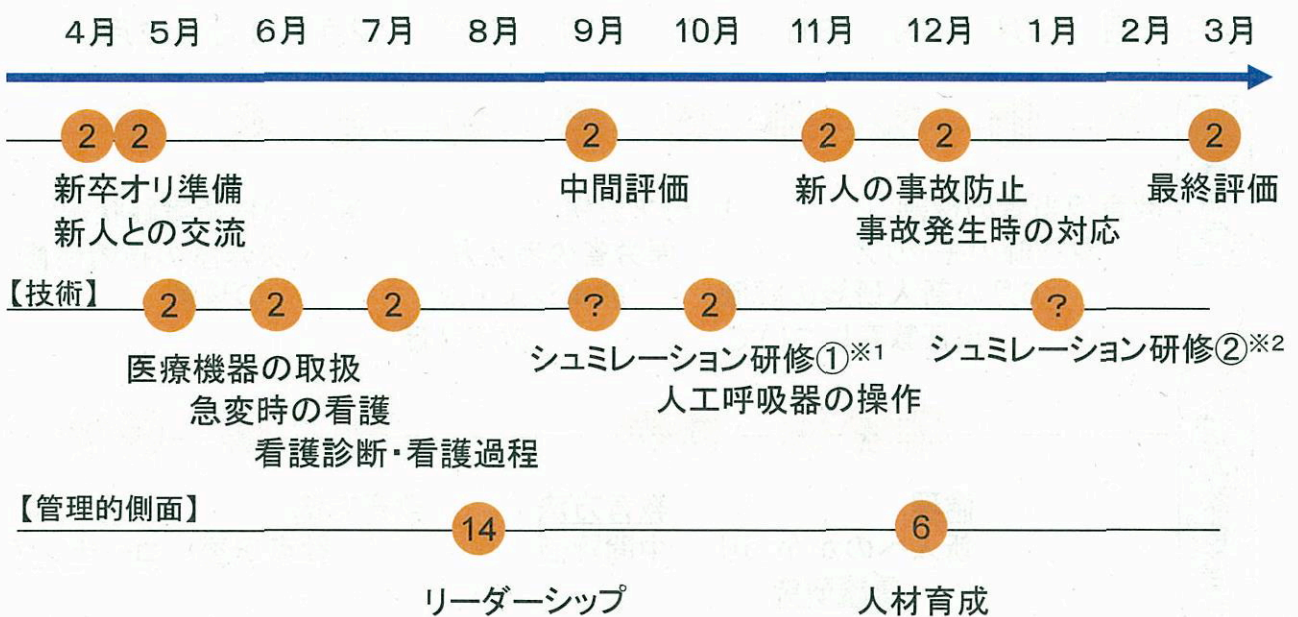 4月 5月 6月 7月 8月 9月 10月 11月 12月 1月 2月 3月
2 2 2 2 2 2
新卒オリ準備 中間評価 新人の事故防止 最終評価
新人との交流 事故発生時の対応
【技術】
2 2 2 ? 2 ?
医療機器の取扱 シュミレーション研修①※1 シュミレーション研修②※2
急変時の看護 人工呼吸器の操作
看護診断・看護過程
【管理的側面】
14 6
リーダーシップ 人材育成